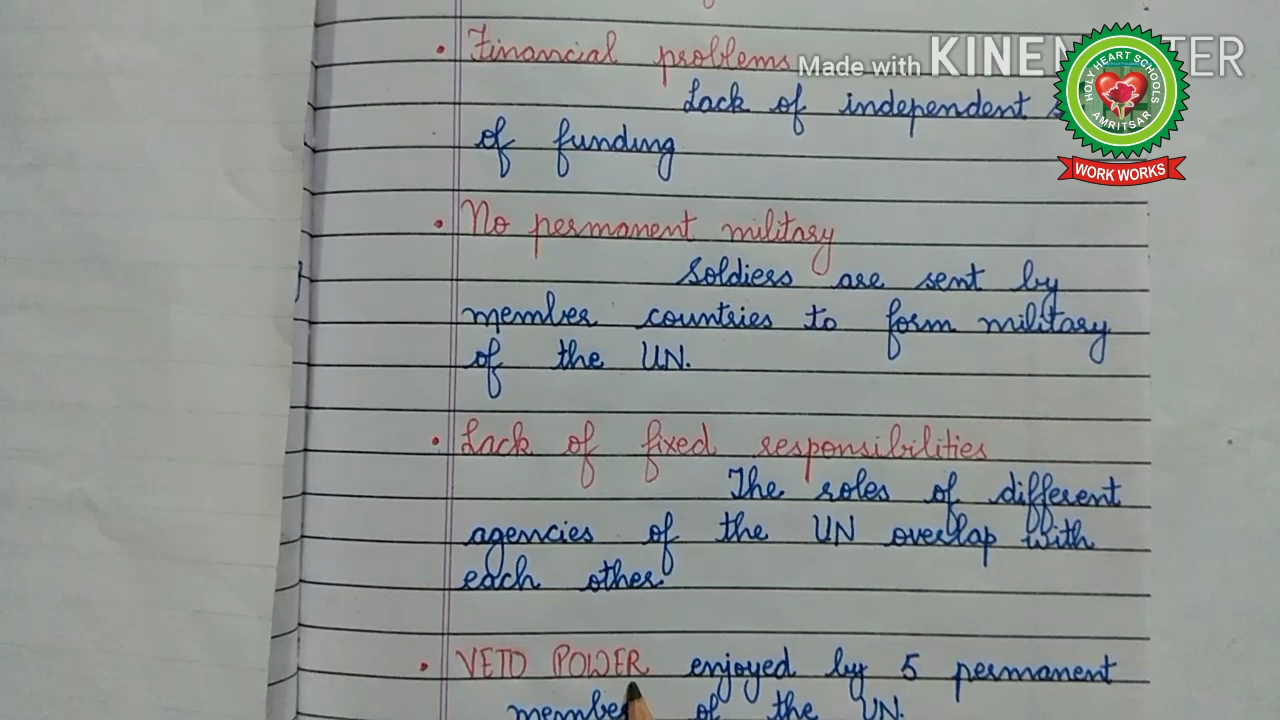 • Financial problems
Made with KINEMASTER
HOLY HEART SCHOOLS
AMRITSAR
WORK WORKS
Lack of independent
of funding
• No permanent military
Soldiers are sent by
member countries to form military
of the UN.
• Lack of fixed responsibilities
The roles of different
agencies of the UN overlap with
each other
• VETO POWER enjoyed by 5 permanent
member of the UN.